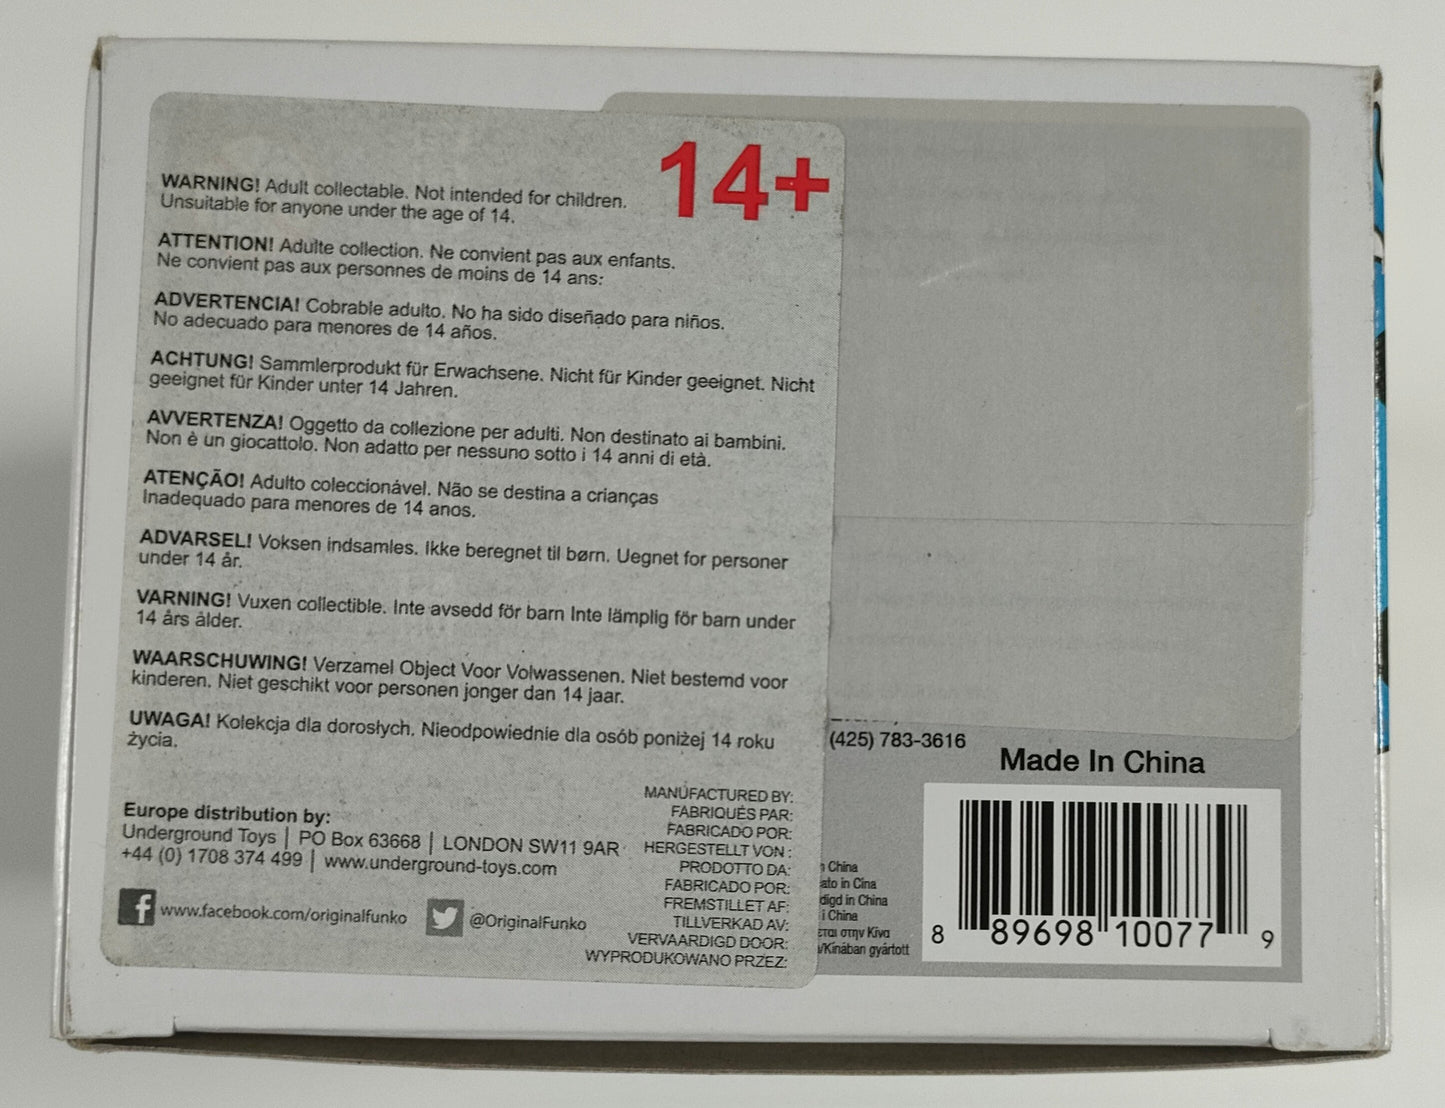 14+
WARNING! Adult collectable. Not intended for children.
Unsuitable for anyone under the age of 14.
ATTENTION! Adulte collection. Ne convient pas aux enfants.
Ne convient pas aux personnes de moins de 14 ans:
ADVERTENCIA! Cobrable adulto. No ha sido diseñado para niños.
No adecuado para menores de 14 años.
ACHTUNG! Sammlerprodukt für Erwachsene. Nicht für Kinder geeignet. Nicht
geeignet für Kinder unter 14 Jahren.
AVVERTENZA! Oggetto da collezione per adulti. Non destinato ai bambini.
Non è un giocattolo. Non adatto per nessuno sotto i 14 anni di età.
ATENÇÃO! Adulto coleccionável. Não se destina a crianças
Inadequado para menores de 14 anos.
ADVARSEL! Voksen indsamles. Ikke beregnet til børn. Uegnet for personer
under 14 år.
VARNING! Vuxen collectible. Inte avsedd för barn Inte lämplig för barn under
14 års ålder.
WAARSCHUWING! Verzamel Object Voor Volwassenen. Niet bestemd voor
kinderen. Niet geschikt voor personen jonger dan 14 jaar.
UWAGA! Kolekcja dla dorosłych. Nieodpowiednie dla osób poniżej 14 roku
życia.
Europe distribution by:
Underground Toys | PO Box 63668 | LONDON SW11 9AR
+44 (0) 1708 374 499 | www.underground-toys.com
www.facebook.com/originalfunko
@OriginalFunko
MANUFACTURED BY:
FABRIQUÉS PAR:
FABRICADO POR:
HERGESTELLT VON :
PRODOTTO DA:
FABRICADO POR:
FREMSTILLET AF:
TILLVERKAD AV:
VERVAARDIGD DOOR:
WYPRODUKOWANO PRZEZ:
(425) 783-3616
Made In China
China
in Cina
in China
i China
στην Κίνα
/Kínában gyártott
8 89698 10077 9